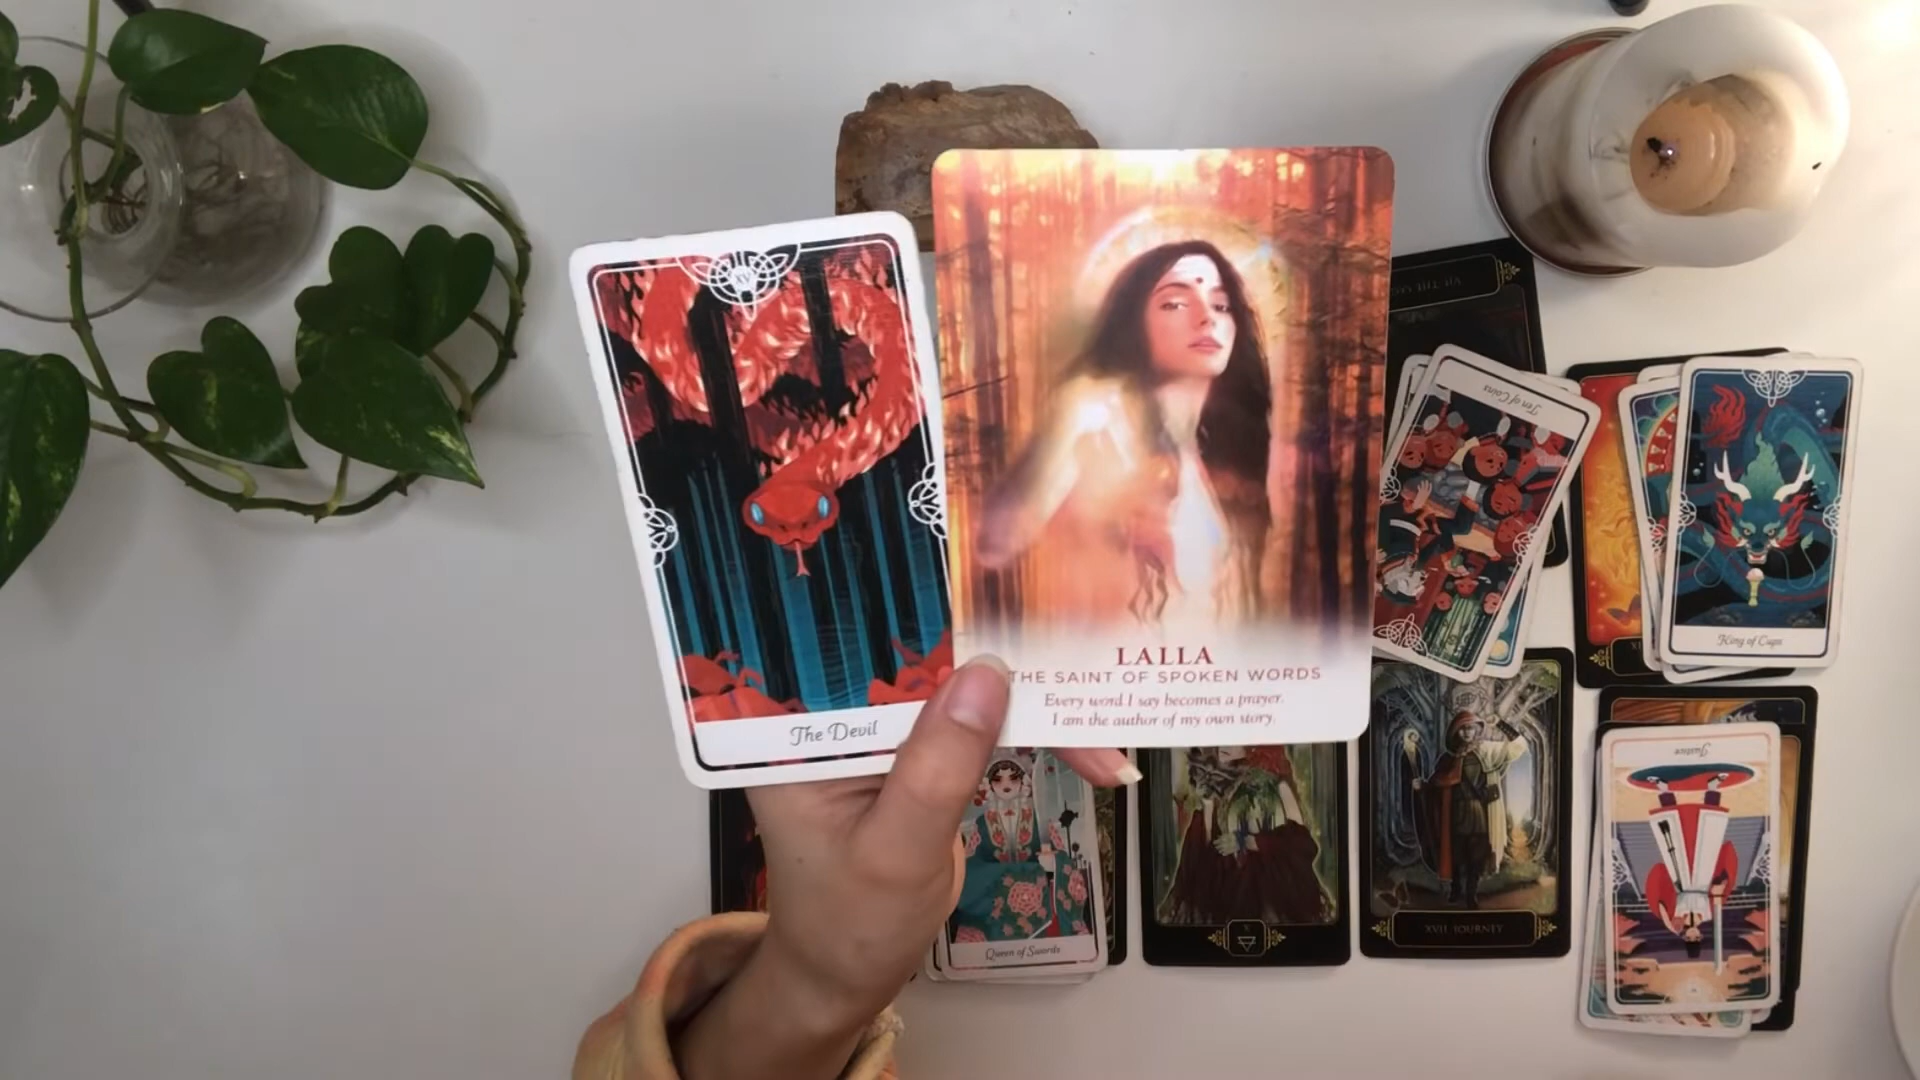 XV
The Devil
LALLA
THE SAINT OF SPOKEN WORDS
Every word I say becomes a prayer.
I am the author of my own story.
Ten of Coins
King of Cups
Queen of Swords
X
XVII. JOURNEY
Justice